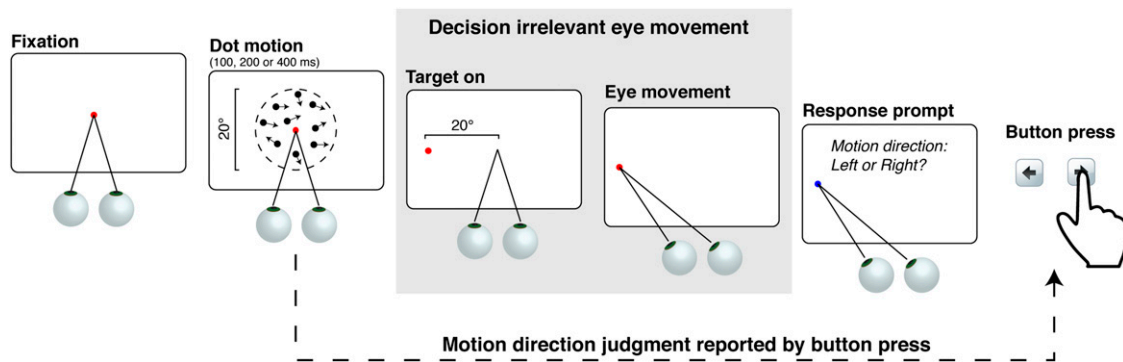 Decision irrelevant eye movement
Fixation
Dot motion
(100, 200 or 400 ms)
20°
Target on
20°
Eye movement
Response prompt
Motion direction:
Left or Right?
Button press
Motion direction judgment reported by button press